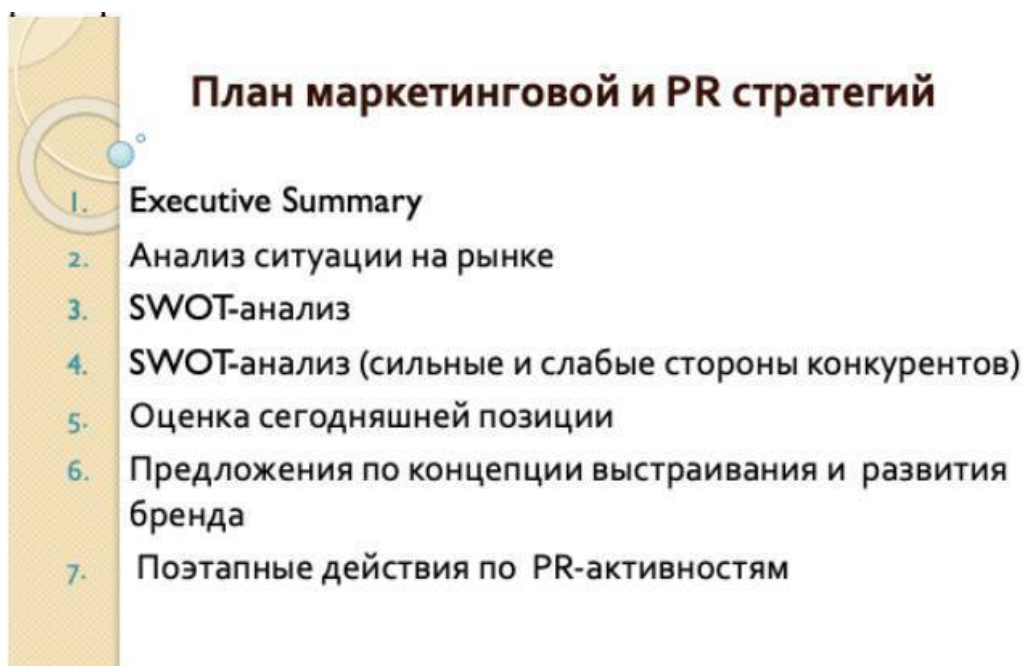 План маркетинговой и PR стратегий
1. Executive Summary
2. Анализ ситуации на рынке
3. SWOT-анализ
4. SWOT-анализ (сильные и слабые стороны конкурентов)
5. Оценка сегодняшней позиции
6. Предложения по концепции выстраивания и развития
бренда
7. Поэтапные действия по PR-активностям